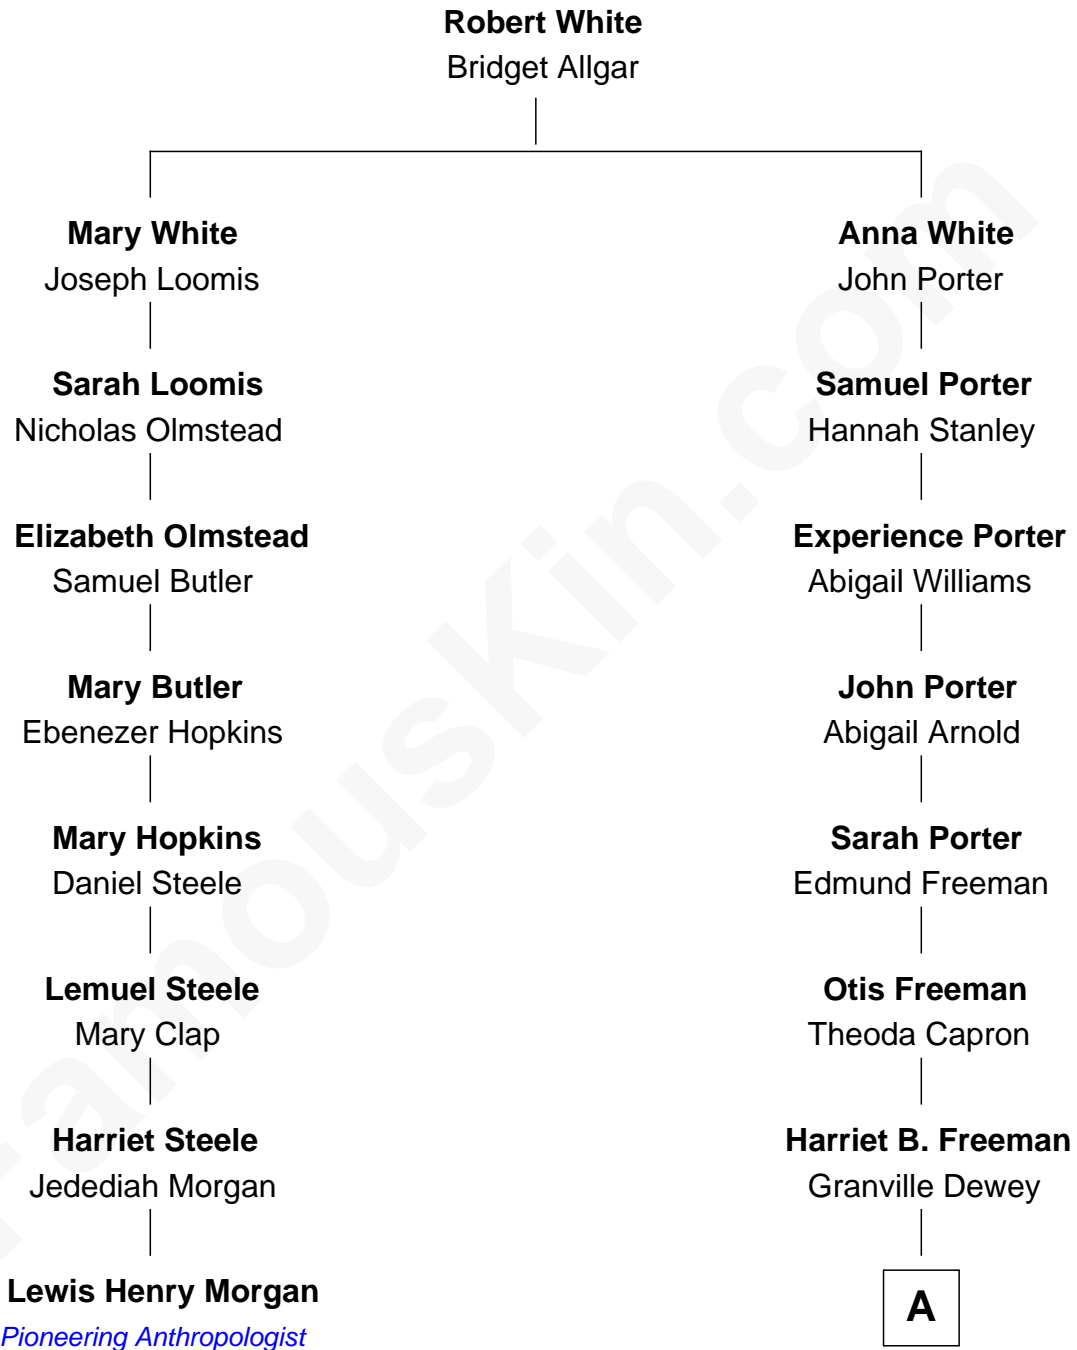 Robert White
Bridget Allgar
Mary White
Joseph Loomis
Anna White
John Porter
Sarah Loomis
Nicholas Olmstead
Samuel Porter
Hannah Stanley
Elizabeth Olmstead
Samuel Butler
Experience Porter
Abigail Williams
Mary Butler
Ebenezer Hopkins
John Porter
Abigail Arnold
Mary Hopkins
Daniel Steele
Sarah Porter
Edmund Freeman
Lemuel Steele
Mary Clap
Otis Freeman
Theoda Capron
Harriet Steele
Jedediah Morgan
Harriet B. Freeman
Granville Dewey
Lewis Henry Morgan
Pioneering Anthropologist
A
FamousKin.com